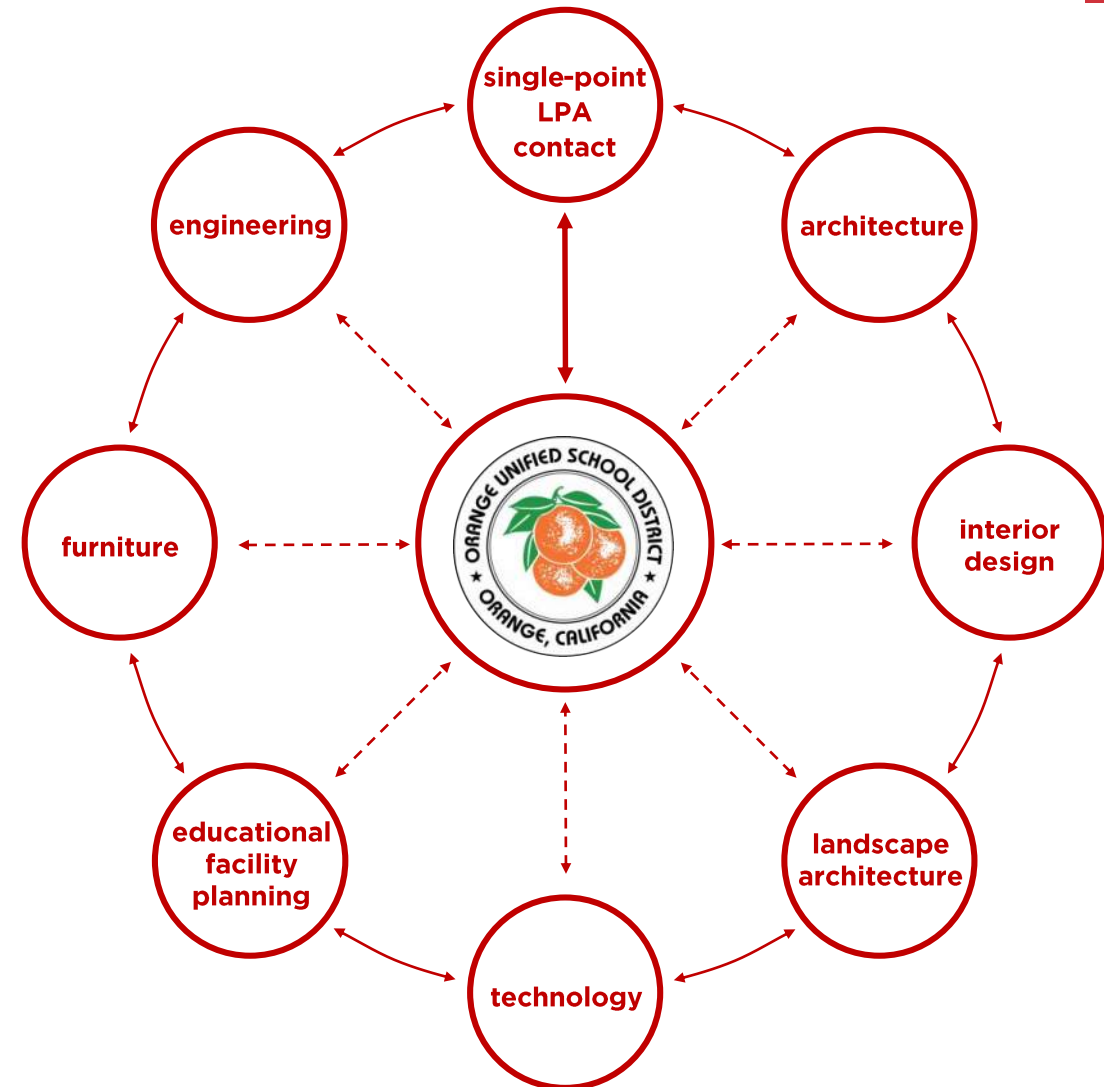 single-point
LPA
contact
engineering
architecture
ORANGE UNIFIED SCHOOL DISTRICT
★ ORANGE, CALIFORNIA ★
furniture
interior
design
educational
facility
planning
landscape
architecture
technology